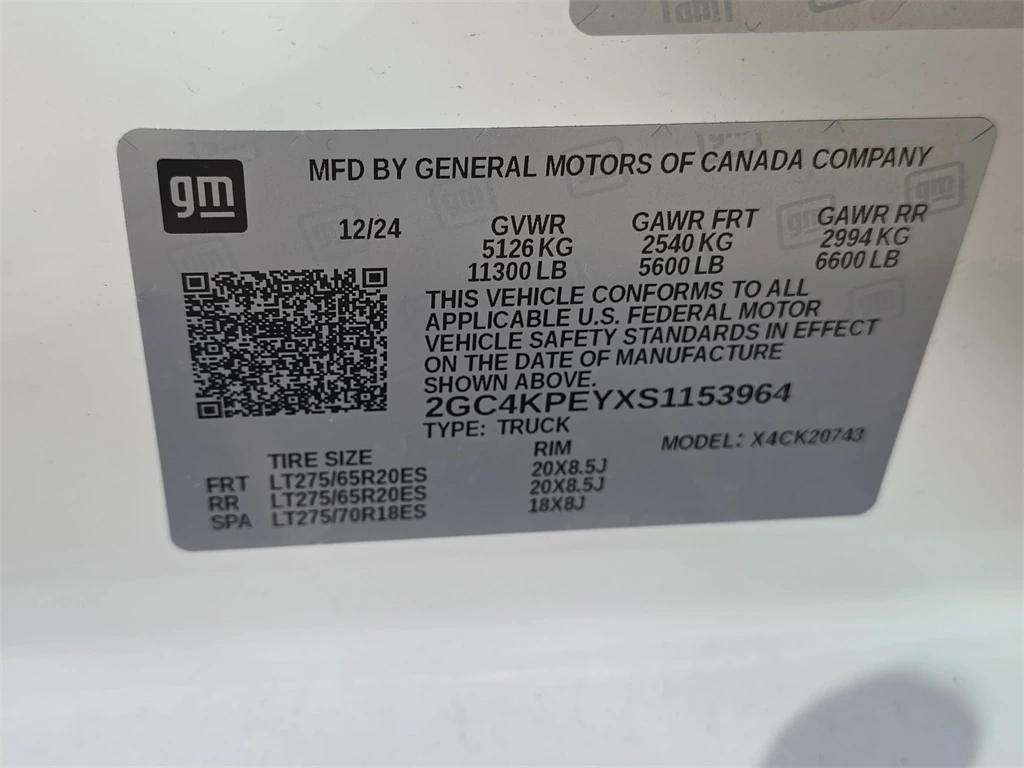 gm
MFD BY GENERAL MOTORS OF CANADA COMPANY
12/24 GVWR GAWR FRT GAWR RR
5126 KG 2540 KG 2994 KG
11300 LB 5600 LB 6600 LB
THIS VEHICLE CONFORMS TO ALL
APPLICABLE U.S. FEDERAL MOTOR
VEHICLE SAFETY STANDARDS IN EFFECT
ON THE DATE OF MANUFACTURE
SHOWN ABOVE.
2GC4KPEYXS1153964
TYPE: TRUCK MODEL: X4CK20743
TIRE SIZE RIM
FRT LT275/65R20ES 20X8.5J
RR LT275/65R20ES 20X8.5J
SPA LT275/70R18ES 18X8J